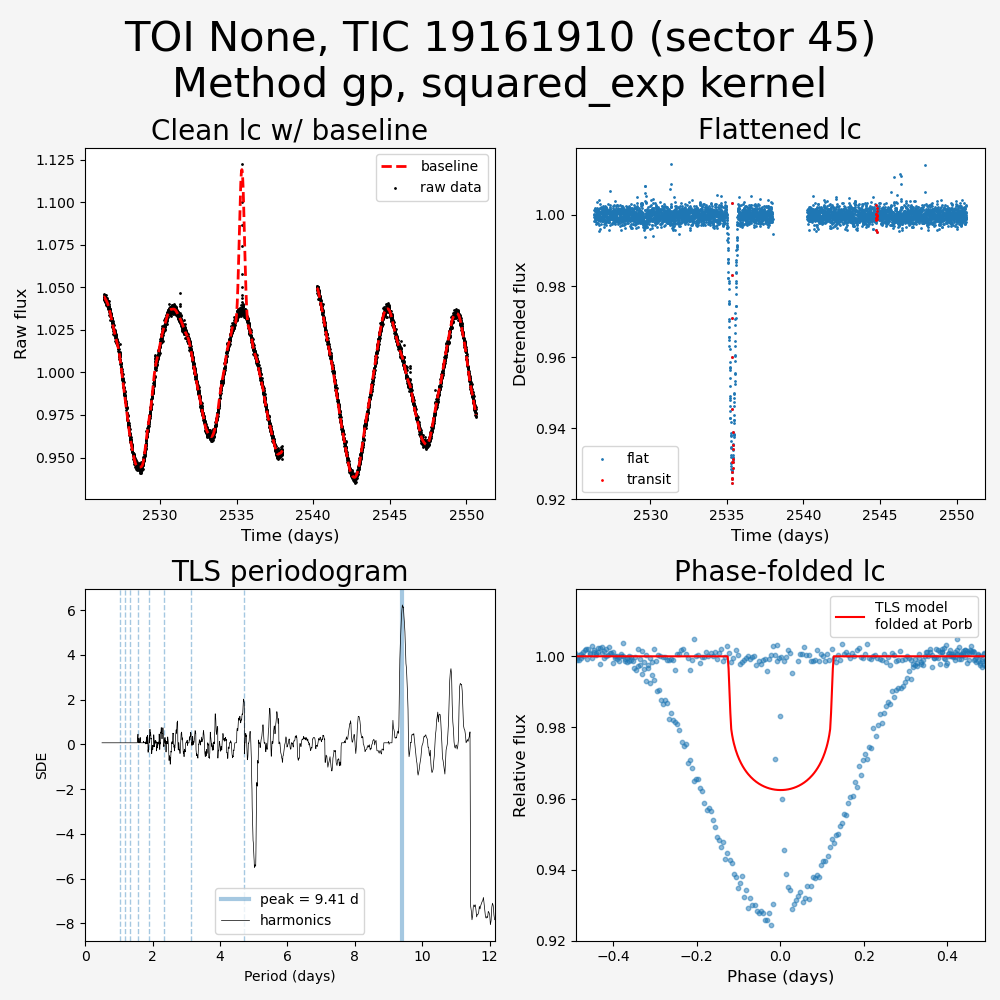 TOI None, TIC 19161910 (sector 45)
Method gp, squared_exp kernel
Clean lc w/ baseline
1.125
1.100
1.075
1.050
1.025
1.000
0.975
0.950
Raw flux
baseline
raw data
2530
2535
2540
2545
2550
Time (days)
Flattened lc
1.00
0.98
0.96
0.94
0.92
Detrended flux
flat
transit
2530
2535
2540
2545
2550
Time (days)
TLS periodogram
6
4
2
0
−2
−4
−6
−8
SDE
peak = 9.41 d
harmonics
0
2
4
6
8
10
12
Period (days)
Phase-folded lc
1.00
0.98
0.96
0.94
0.92
Relative flux
TLS model
folded at Porb
−0.4
−0.2
0.0
0.2
0.4
Phase (days)